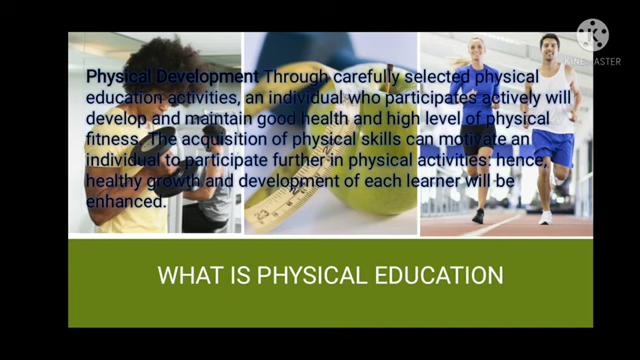 KINEMASTER
Physical Development Through carefully selected physical
education activities, an individual who participates actively will
develop and maintain good health and high level of physical
fitness. The acquisition of physical skills can motivate an
individual to participate further in physical activities: hence,
healthy growth and development of each learner will be
enhanced.
23
WHAT IS PHYSICAL EDUCATION